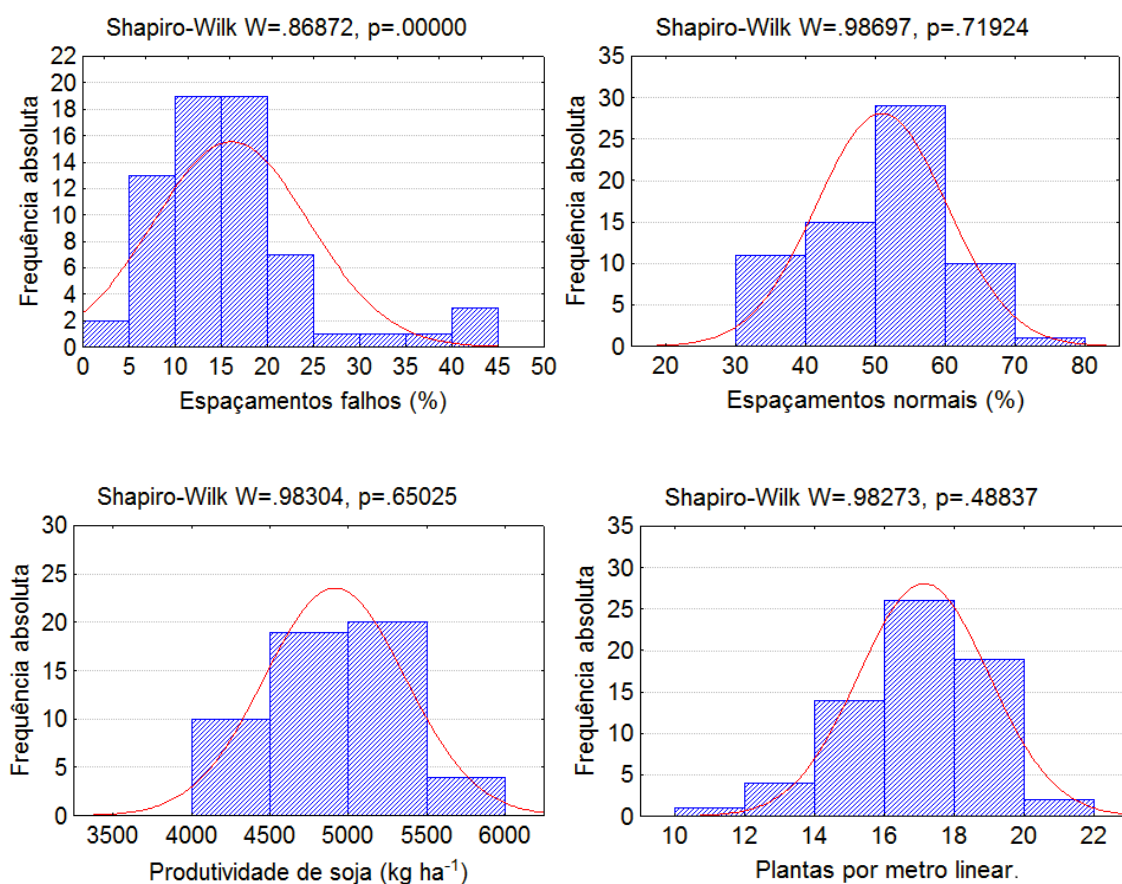 Shapiro-Wilk W=.86872, p=.00000
22
20
18
16
14
12
10
8
6
4
2
0
Frequência absoluta
0 5 10 15 20 25 30 35 40 45 50
Espaçamentos falhos (%)
Shapiro-Wilk W=.98697, p=.71924
35
30
25
20
15
10
5
0
Frequência absoluta
20 30 40 50 60 70 80
Espaçamentos normais (%)
Shapiro-Wilk W=.98304, p=.65025
30
25
20
15
10
5
0
Frequência absoluta
3500 4000 4500 5000 5500 6000
Produtividade de soja (kg ha⁻¹)
Shapiro-Wilk W=.98273, p=.48837
35
30
25
20
15
10
5
0
Frequência absoluta
10 12 14 16 18 20 22
Plantas por metro linear.